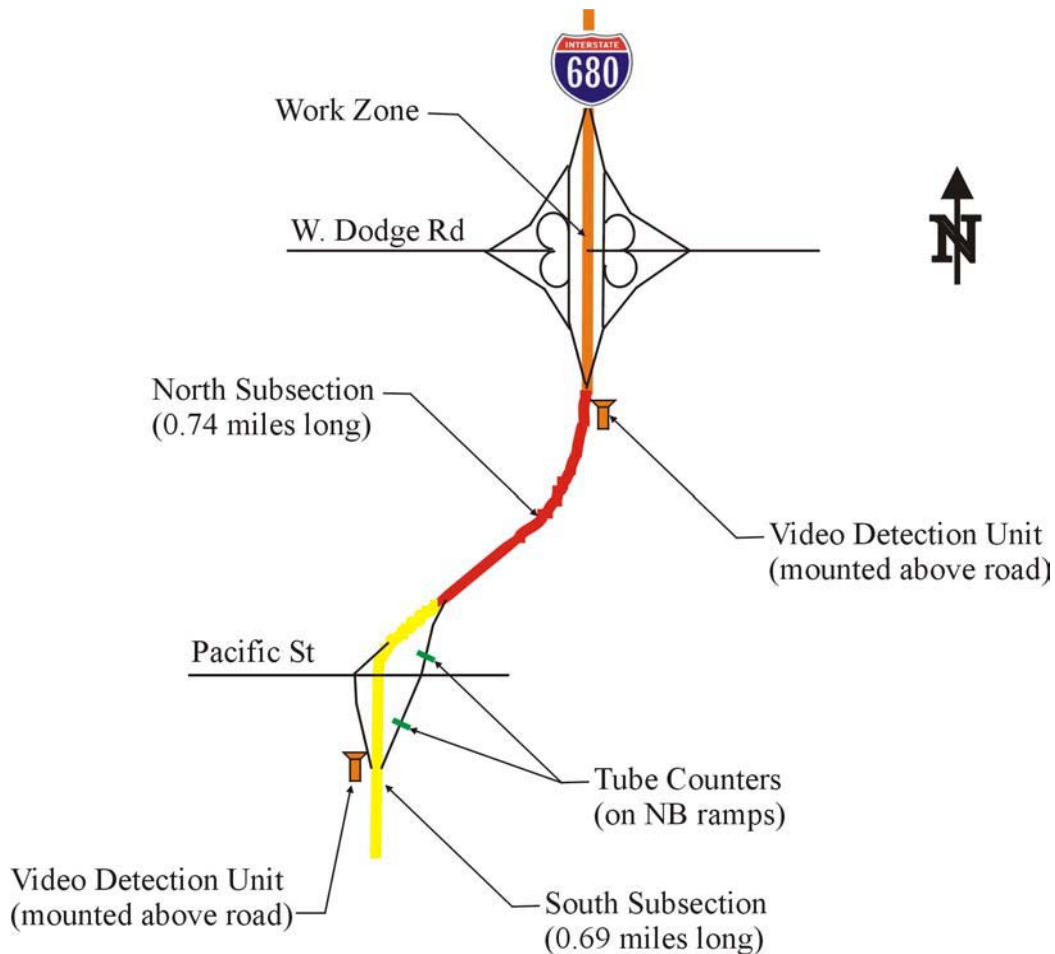 INTERSTATE
680
Work Zone
W. Dodge Rd
N
North Subsection
(0.74 miles long)
Video Detection Unit
(mounted above road)
Pacific St
Tube Counters
(on NB ramps)
Video Detection Unit
(mounted above road)
South Subsection
(0.69 miles long)